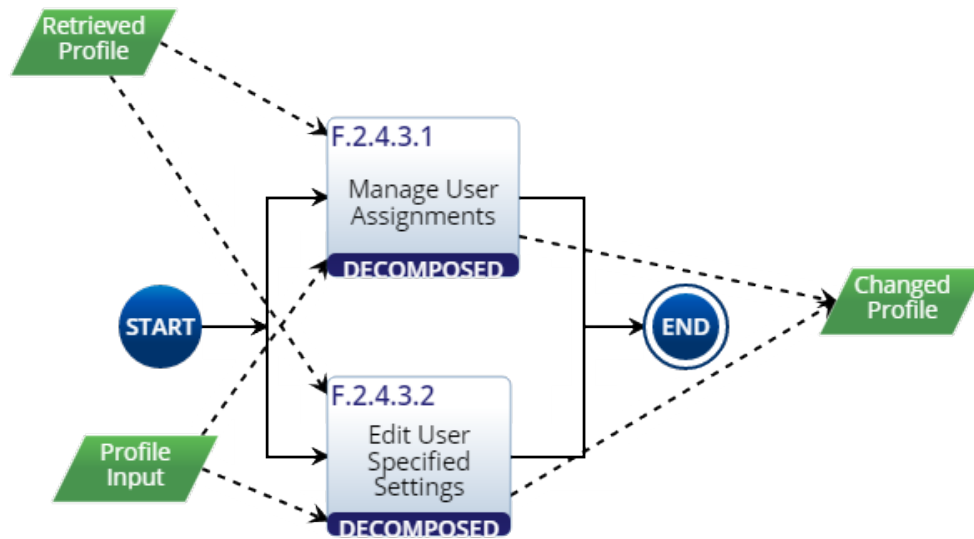 Retrieved
Profile
F.2.4.3.1
Manage User
Assignments
DECOMPOSED
START
END
Changed
Profile
F.2.4.3.2
Edit User
Specified
Settings
DECOMPOSED
Profile
Input